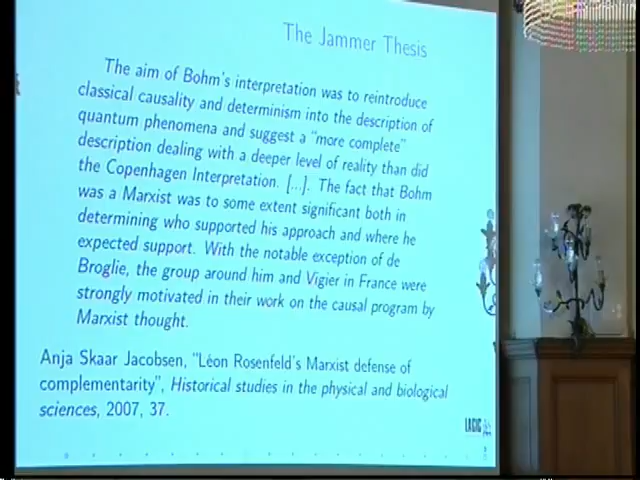 The Jammer Thesis
The aim of Bohm's interpretation was to reintroduce
classical causality and determinism into the description of
quantum phenomena and suggest a "more complete"
description dealing with a deeper level of reality than did
the Copenhagen Interpretation. [...]. The fact that Bohm
was a Marxist was to some extent significant both in
determining who supported his approach and where he
expected support. With the notable exception of de
Broglie, the group around him and Vigier in France were
strongly motivated in their work on the causal program by
Marxist thought.
Anja Skaar Jacobsen, "Léon Rosenfeld's Marxist defense of
complementarity", Historical studies in the physical and biological
sciences, 2007, 37.